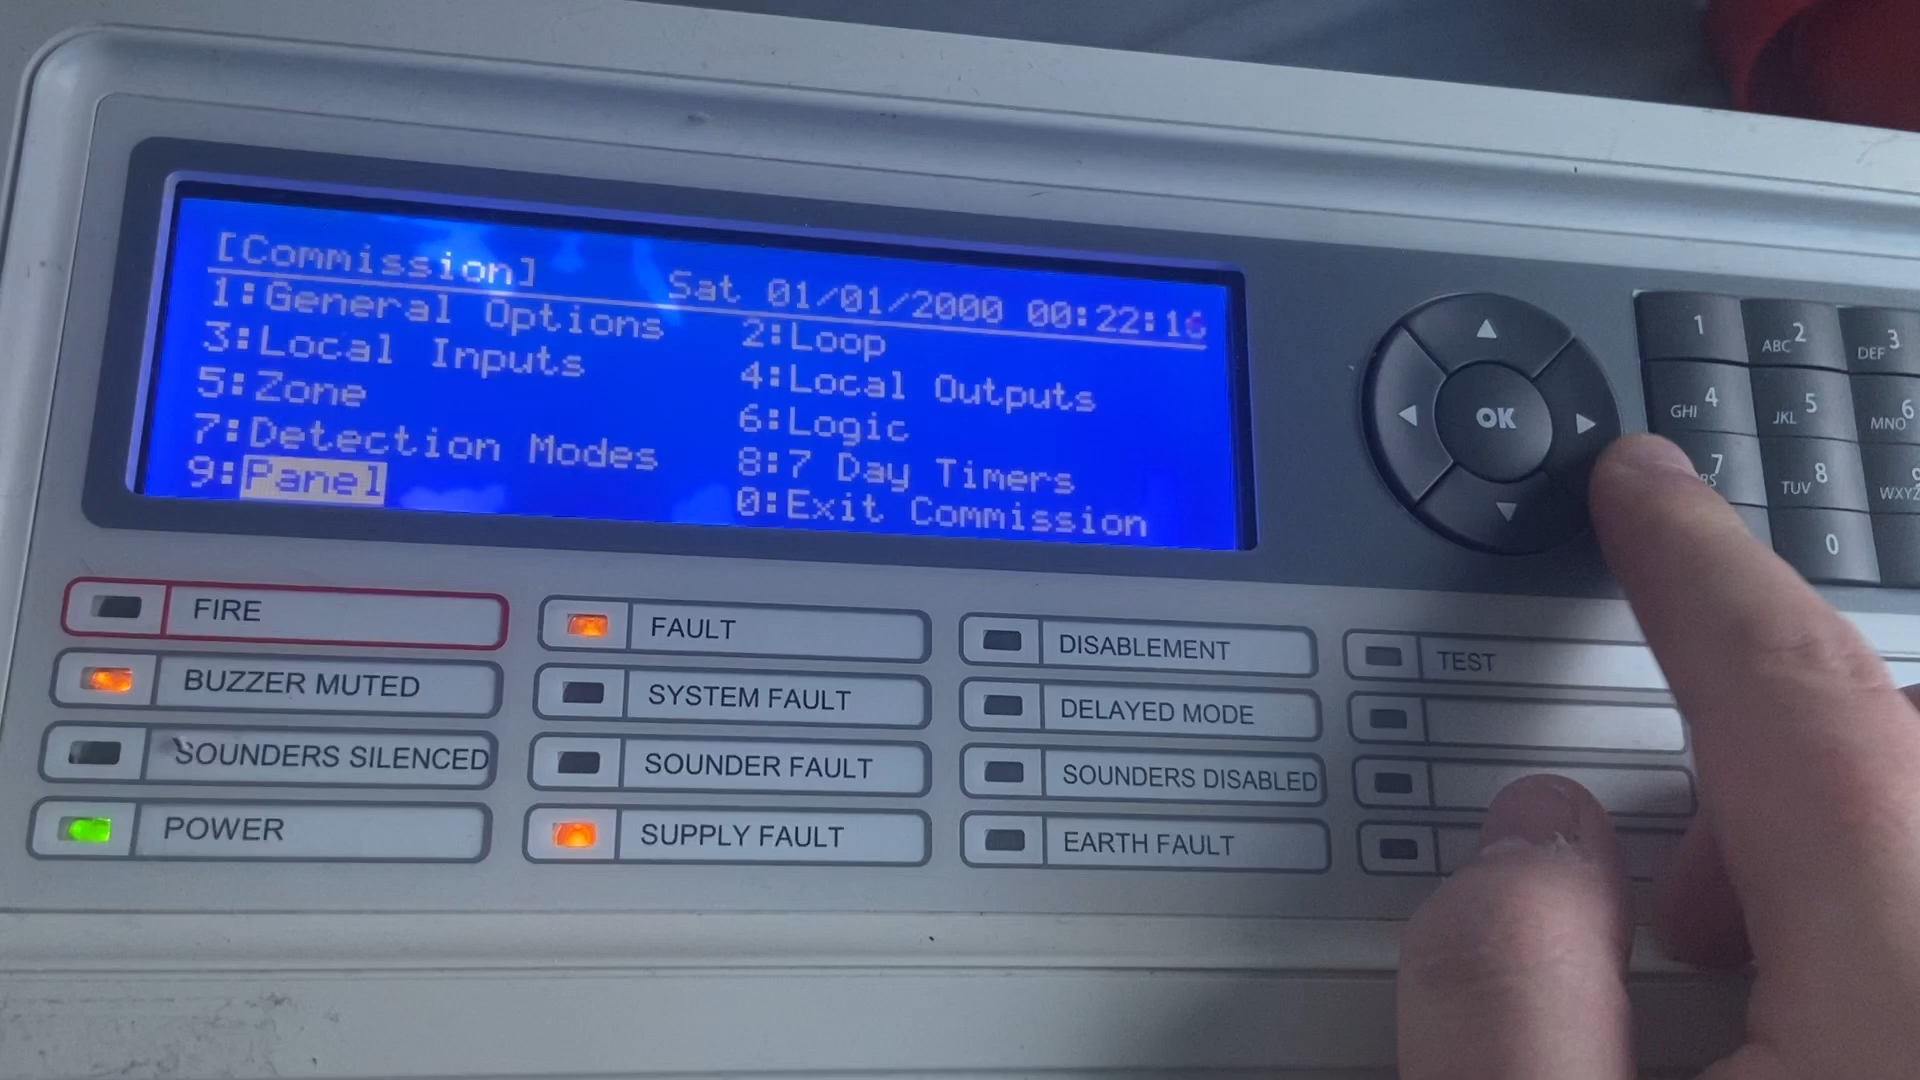 [Commission] Sat 01/01/2000 00:22:16
1:General Options 2:Loop
3:Local Inputs 4:Local Outputs
5:Zone 6:Logic
7:Detection Modes 8:7 Day Timers
9:Panel 0:Exit Commission
OK
1 ABC 2 DEF 3
GHI 4 JKL 5 MNO 6
7 TUV 8 WXYZ 9
0
FIRE FAULT DISABLEMENT TEST
BUZZER MUTED SYSTEM FAULT DELAYED MODE
SOUNDERS SILENCED SOUNDER FAULT SOUNDERS DISABLED
POWER SUPPLY FAULT EARTH FAULT